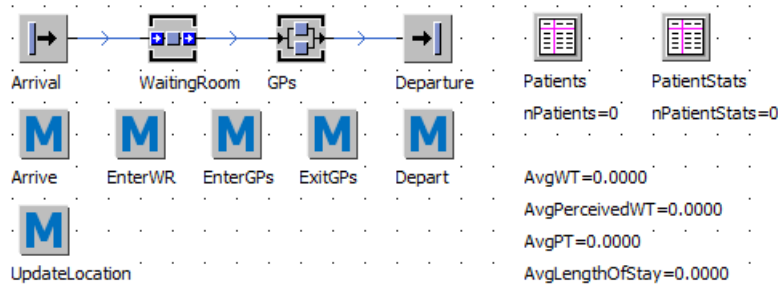 Arrival WaitingRoom GPs Departure Patients PatientStats
nPatients=0 nPatientStats=0
M M M M M
Arrive EnterWR EnterGPs ExitGPs Depart AvgWT=0.0000
AvgPerceivedWT=0.0000
M
AvgPT=0.0000
UpdateLocation AvgLengthOfStay=0.0000